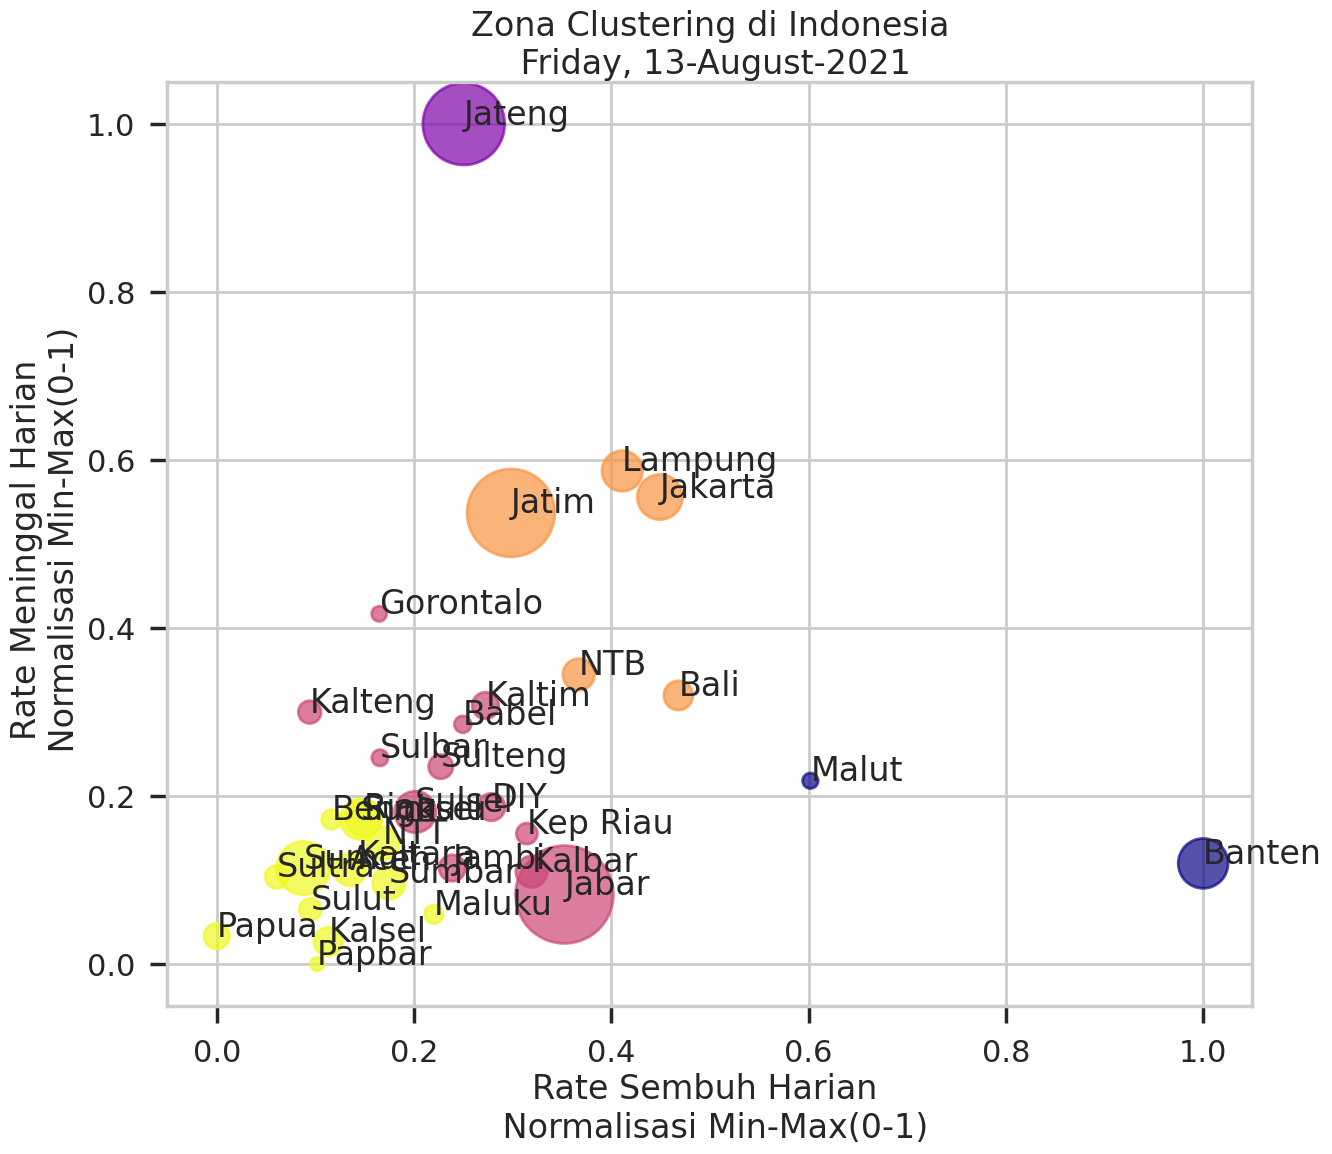 Zona Clustering di Indonesia
Friday, 13-August-2021
Rate Meninggal Harian
Normalisasi Min-Max(0-1)
1.0
0.8
0.6
0.4
0.2
0.0
Jateng
Lampung
Jakarta
Jatim
Gorontalo
NTB
Bali
Kaltim
Kalteng
Babel
Sulbar
Sulteng
Malut
DIY
Sulsel
Kep Riau
NTT
Kaltara
Aceh
Jambi
Kalbar
Banten
Sultra
Sumbar
Jabar
Sulut
Maluku
Papua
Kalsel
Papbar
0.0 0.2 0.4 0.6 0.8 1.0
Rate Sembuh Harian
Normalisasi Min-Max(0-1)